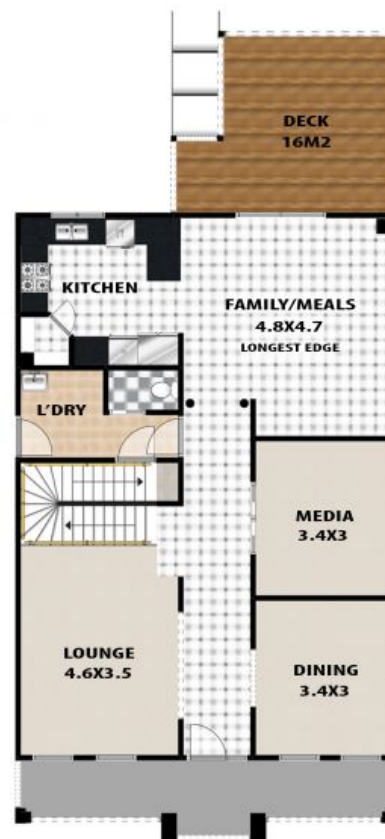 DECK
16M2
KITCHEN
FAMILY/MEALS
4.8X4.7
LONGEST EDGE
L'DRY
MEDIA
3.4X3
LOUNGE
4.6X3.5
DINING
3.4X3